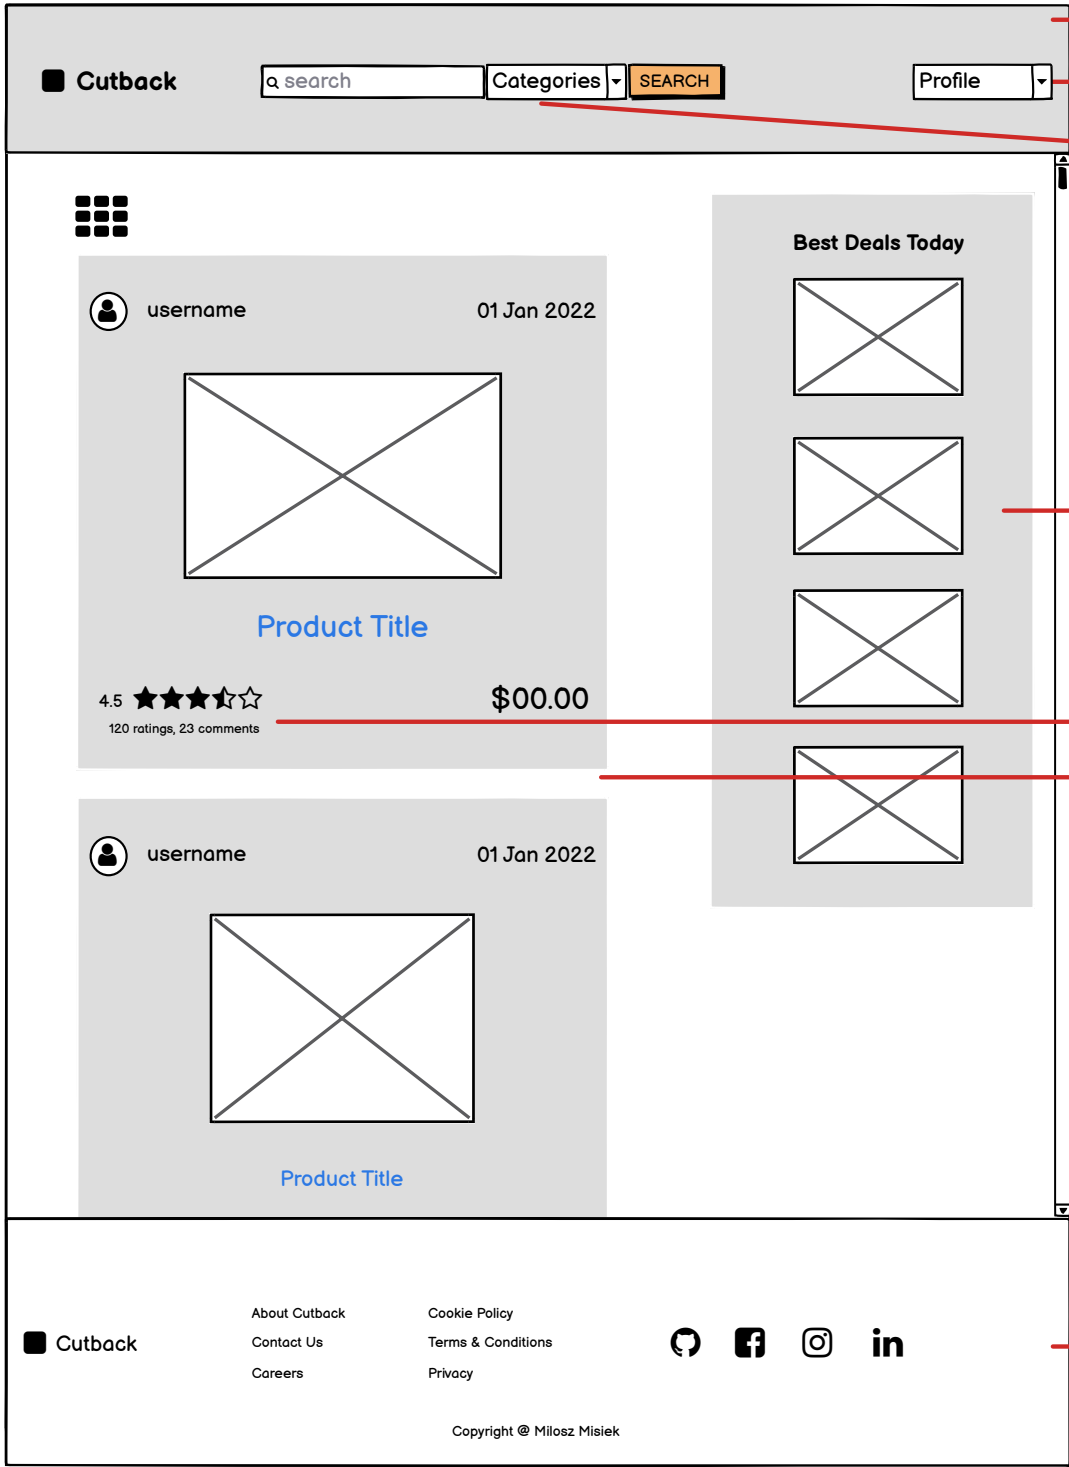 Cutback
search
Categories
SEARCH
Profile
username
01 Jan 2022
Product Title
4.5
$00.00
120 ratings, 23 comments
Best Deals Today
username
01 Jan 2022
Product Title
Cutback
About Cutback
Contact Us
Careers
Cookie Policy
Terms & Conditions
Privacy
in
Copyright @ Milosz Misiek